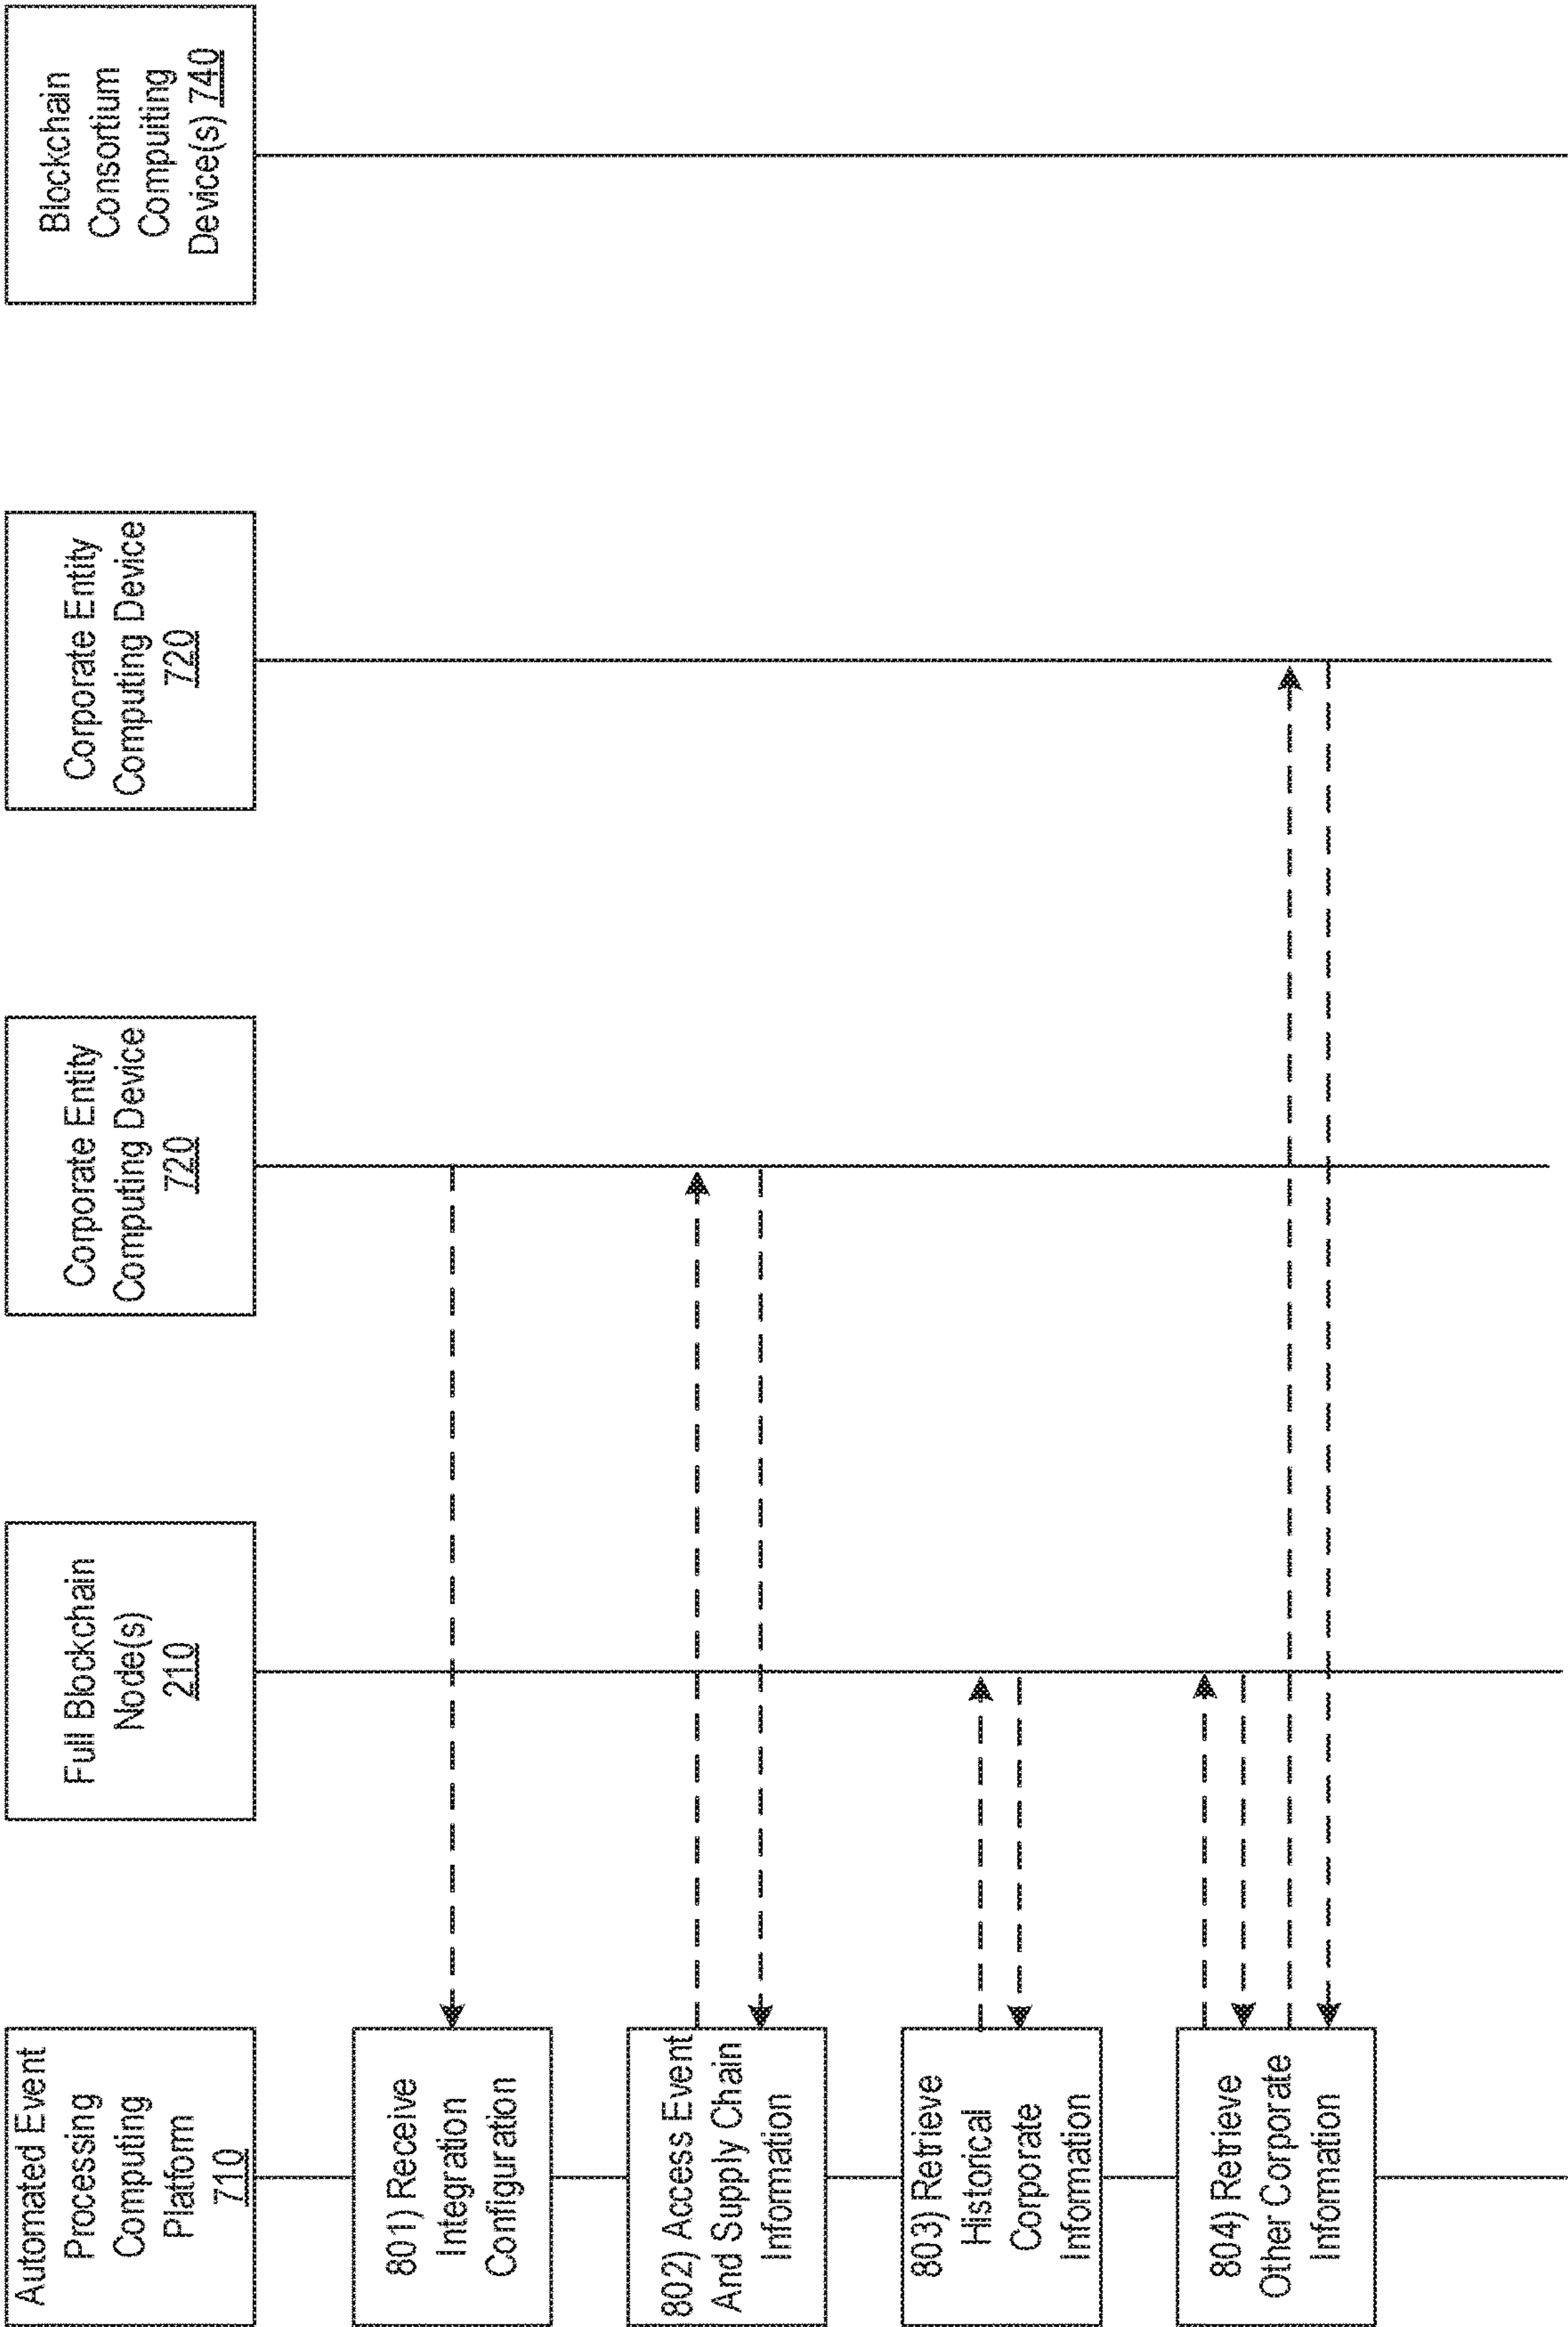 Automated Event
Processing
Computing
Platform
710
Full Blockchain
Node(s)
210
Corporate Entity
Computing Device
720
Corporate Entity
Computing Device
720
Blockchain
Consortium
Compuiting
Device(s) 740
801) Receive
Integration
Configuration
802) Access Event
And Supply Chain
Information
803) Retrieve
Historical
Corporate
Information
804) Retrieve
Other Corporate
Information